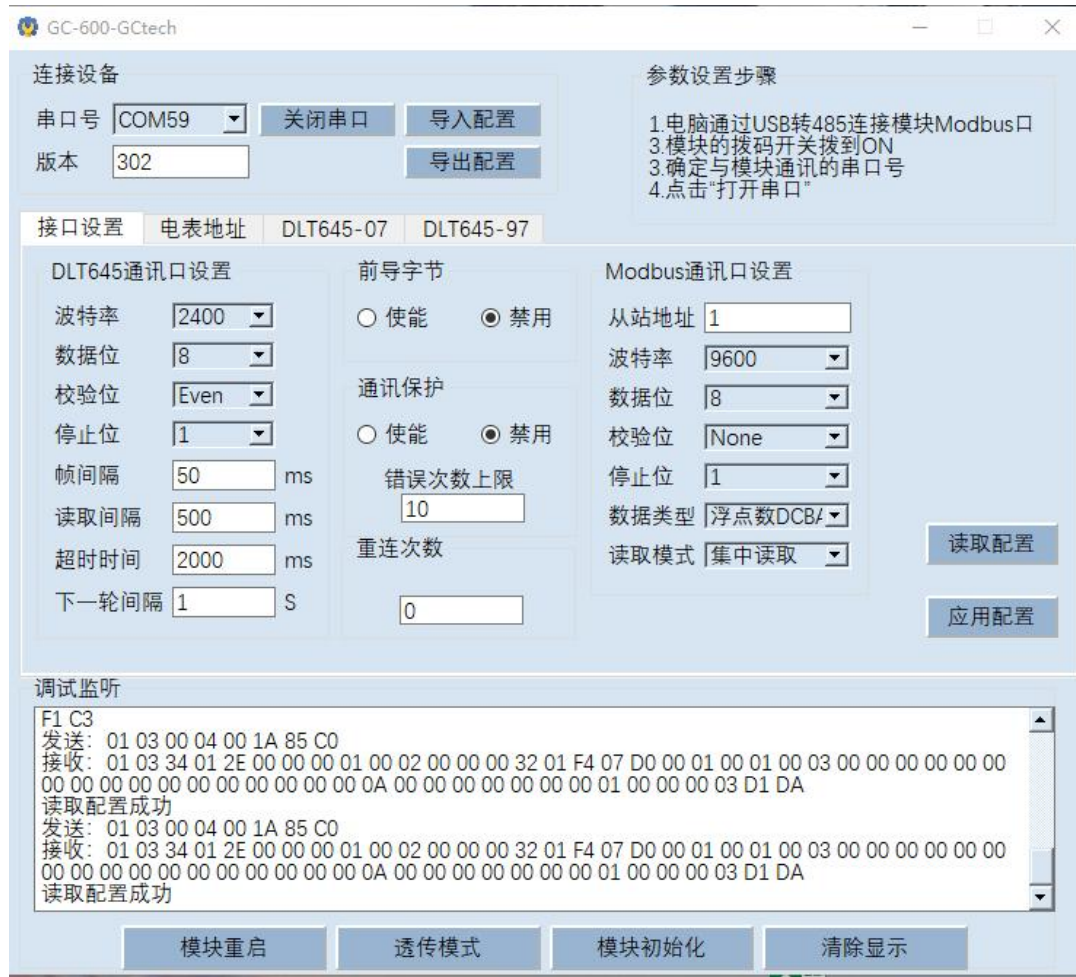 GC-600-GCtech
连接设备
串口号 COM59 关闭串口 导入配置
版本 302 导出配置
参数设置步骤
1.电脑通过USB转485连接模块Modbus口
3.模块的拨码开关拨到ON
3.确定与模块通讯的串口号
4.点击“打开串口”
接口设置 电表地址 DLT645-07 DLT645-97
DLT645通讯口设置
波特率 2400
数据位 8
校验位 Even
停止位 1
帧间隔 50 ms
读取间隔 500 ms
超时时间 2000 ms
下一轮间隔 1 S
前导字节
使能 禁用
通讯保护
使能 禁用
错误次数上限
10
重连次数
0
Modbus通讯口设置
从站地址 1
波特率 9600
数据位 8
校验位 None
停止位 1
数据类型 浮点数DCBA
读取模式 集中读取
读取配置
应用配置
调试监听
F1 C3
发送：01 03 00 04 00 1A 85 C0
接收：01 03 34 01 2E 00 00 00 01 00 02 00 00 00 32 01 F4 07 D0 00 01 00 01 00 03 00 00 00 00 00 00
00 00 00 00 00 00 00 00 00 00 0A 00 00 00 00 00 00 00 01 00 00 00 03 D1 DA
读取配置成功
发送：01 03 00 04 00 1A 85 C0
接收：01 03 34 01 2E 00 00 00 01 00 02 00 00 00 32 01 F4 07 D0 00 01 00 01 00 03 00 00 00 00 00 00
00 00 00 00 00 00 00 00 00 00 0A 00 00 00 00 00 00 00 01 00 00 00 03 D1 DA
读取配置成功
模块重启 透传模式 模块初始化 清除显示